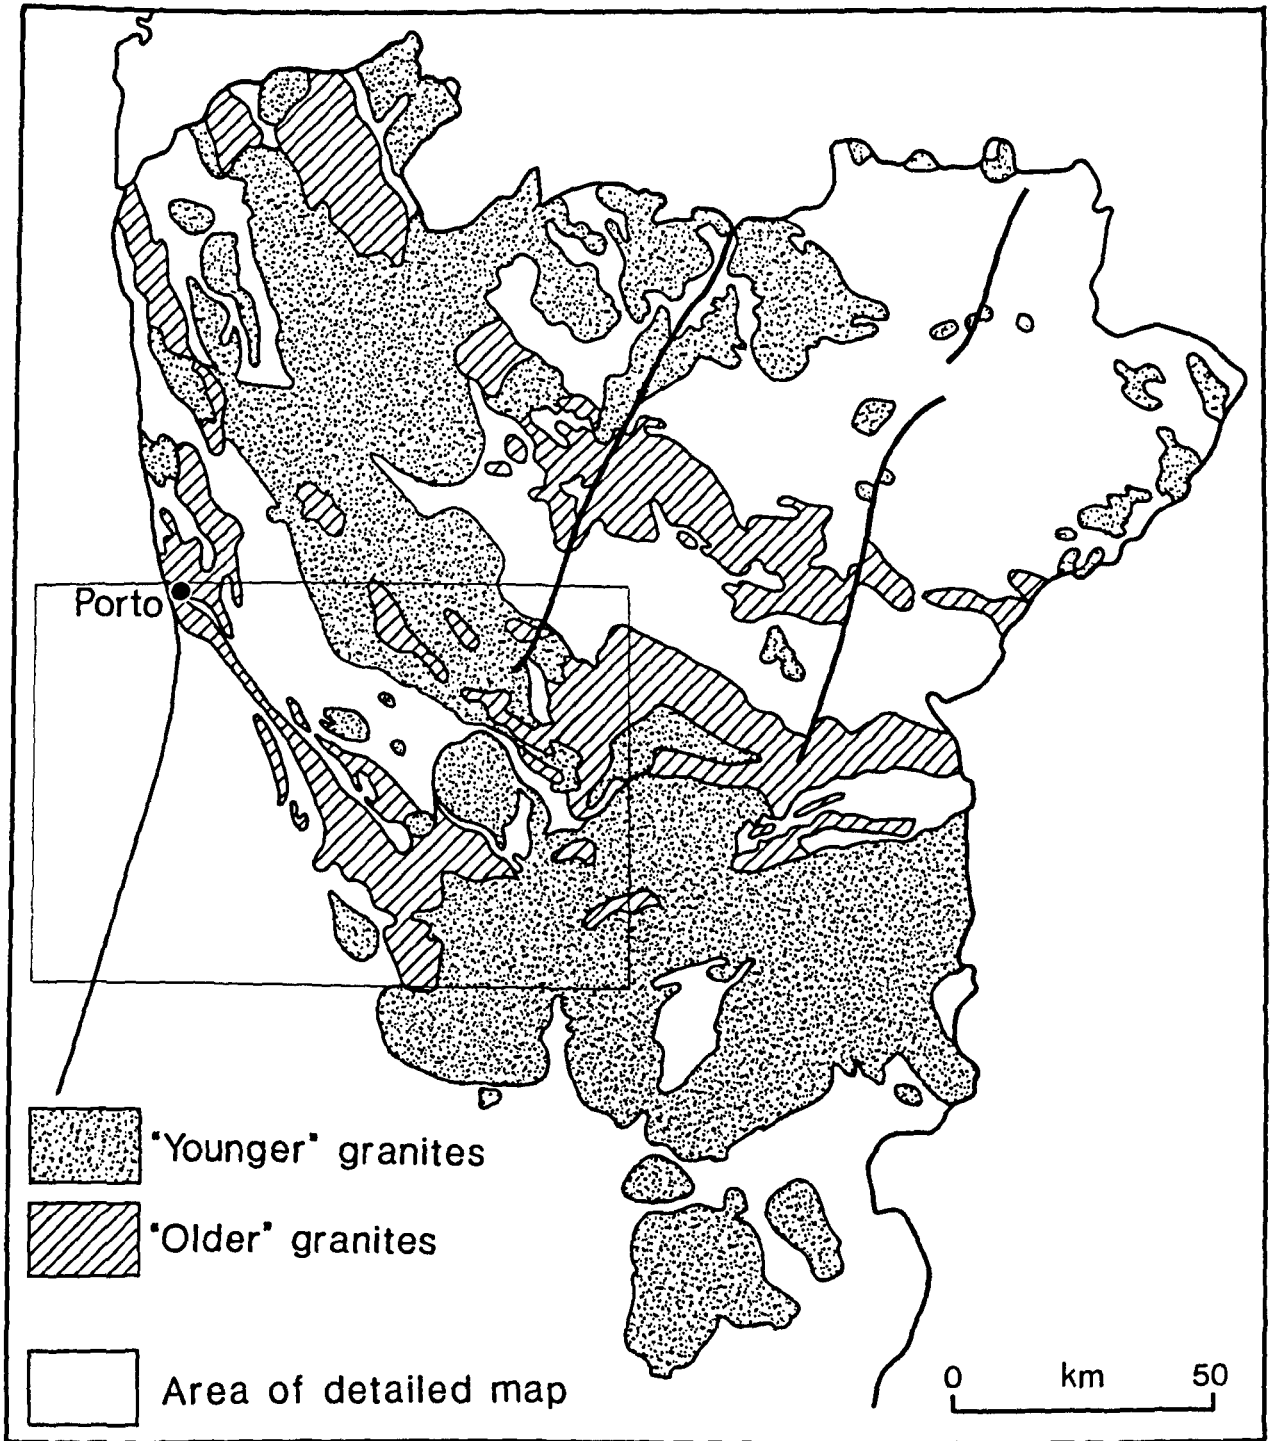 Porto
"Younger" granites
"Older" granites
Area of detailed map
0 km 50